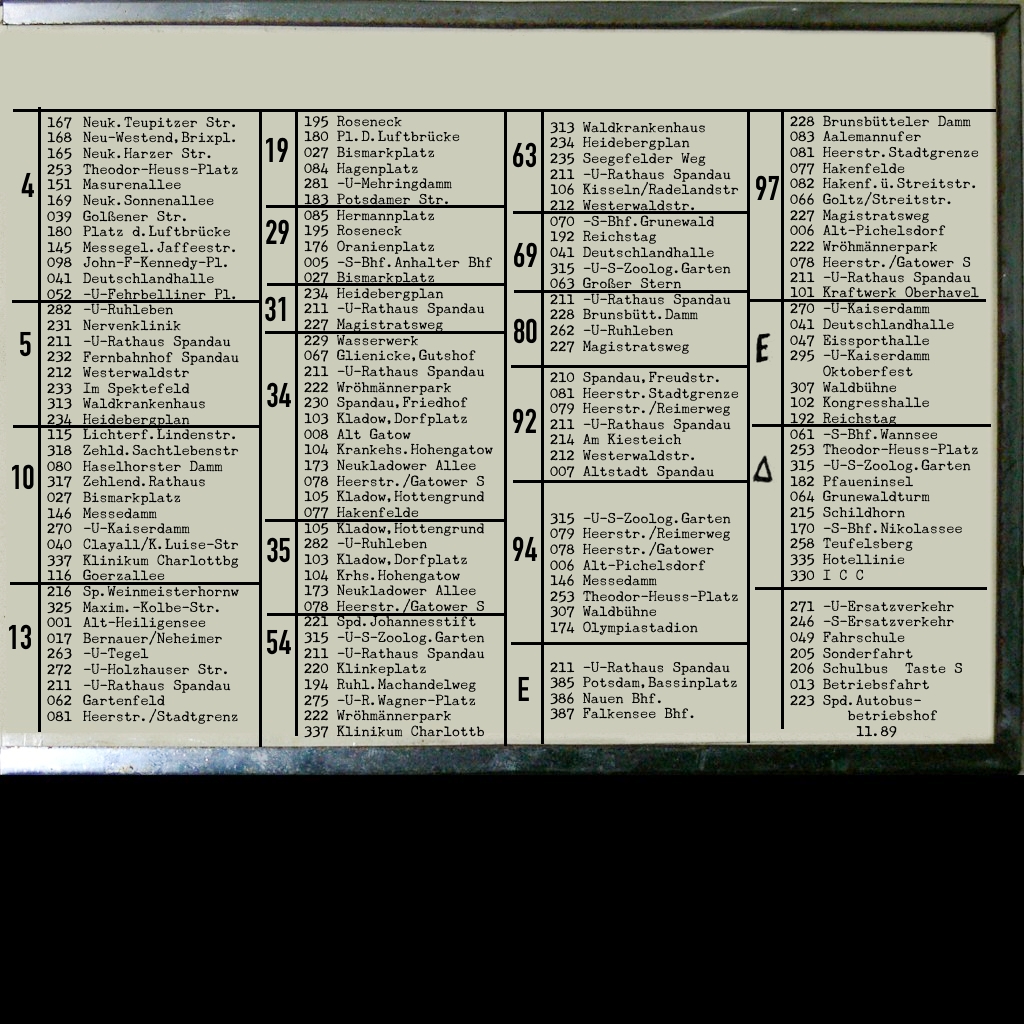 4
167 Neuk.Teupitzer Str.
168 Neu-Westend,Brixpl.
165 Neuk.Harzer Str.
253 Theodor-Heuss-Platz
151 Masurenallee
169 Neuk.Sonnenallee
039 Golßener Str.
180 Platz d.Luftbrücke
145 Messegel.Jaffeestr.
098 John-F-Kennedy-Pl.
041 Deutschlandhalle
052 -U-Fehrbelliner Pl.
5
282 -U-Ruhleben
231 Nervenklinik
211 -U-Rathaus Spandau
232 Fernbahnhof Spandau
212 Westerwaldstr
233 Im Spektefeld
313 Waldkrankenhaus
234 Heidebergplan
10
115 Lichterf.Lindenstr.
318 Zehld.Sachtlebenstr
080 Haselhorster Damm
317 Zehlend.Rathaus
027 Bismarkplatz
146 Messedamm
270 -U-Kaiserdamm
040 Clayall/K.Luise-Str
337 Klinikum Charlottbg
116 Goerzallee
13
216 Sp.Weinmeisterhornw
325 Maxim.-Kolbe-Str.
001 Alt-Heiligensee
017 Bernauer/Neheimer
263 -U-Tegel
272 -U-Holzhauser Str.
211 -U-Rathaus Spandau
062 Gartenfeld
081 Heerstr./Stadtgrenz
19
195 Roseneck
180 Pl.D.Luftbrücke
027 Bismarkplatz
084 Hagenplatz
281 -U-Mehringdamm
183 Potsdamer Str.
29
085 Hermannplatz
195 Roseneck
176 Oranienplatz
005 -S-Bhf.Anhalter Bhf
027 Bismarkplatz
31
234 Heidebergplan
211 -U-Rathaus Spandau
227 Magistratsweg
34
229 Wasserwerk
067 Glienicke,Gutshof
211 -U-Rathaus Spandau
222 Wröhmännerpark
230 Spandau,Friedhof
103 Kladow,Dorfplatz
008 Alt Gatow
104 Krankehs.Hohengatow
173 Neukladower Allee
078 Heerstr./Gatower S
105 Kladow,Hottengrund
077 Hakenfelde
35
105 Kladow,Hottengrund
282 -U-Ruhleben
103 Kladow,Dorfplatz
104 Krhs.Hohengatow
173 Neukladower Allee
078 Heerstr./Gatower S
54
221 Spd.Johannesstift
315 -U-S-Zoolog.Garten
211 -U-Rathaus Spandau
220 Klinkeplatz
194 Ruhl.Machandelweg
275 -U-R.Wagner-Platz
222 Wröhmännerpark
337 Klinikum Charlottb
63
313 Waldkrankenhaus
234 Heidebergplan
235 Seegefelder Weg
211 -U-Rathaus Spandau
106 Kisseln/Radelandstr
212 Westerwaldstr.
69
070 -S-Bhf.Grunewald
192 Reichstag
041 Deutschlandhalle
315 -U-S-Zoolog.Garten
063 Großer Stern
80
211 -U-Rathaus Spandau
228 Brunsbütt.Damm
262 -U-Ruhleben
227 Magistratsweg
92
210 Spandau,Freudstr.
081 Heerstr.Stadtgrenze
079 Heerstr./Reimerweg
211 -U-Rathaus Spandau
214 Am Kiesteich
212 Westerwaldstr.
007 Altstadt Spandau
94
315 -U-S-Zoolog.Garten
079 Heerstr./Reimerweg
078 Heerstr./Gatower
006 Alt-Pichelsdorf
146 Messedamm
253 Theodor-Heuss-Platz
307 Waldbühne
174 Olympiastadion
E
211 -U-Rathaus Spandau
385 Potsdam,Bassinplatz
386 Nauen Bhf.
387 Falkensee Bhf.
97
228 Brunsbütteler Damm
083 Aalemannufer
081 Heerstr.Stadtgrenze
077 Hakenfelde
082 Hakenf.ü.Streitstr.
066 Goltz/Streitstr.
227 Magistratsweg
006 Alt-Pichelsdorf
222 Wröhmännerpark
078 Heerstr./Gatower S
211 -U-Rathaus Spandau
101 Kraftwerk Oberhavel
E
270 -U-Kaiserdamm
041 Deutschlandhalle
047 Eissporthalle
295 -U-Kaiserdamm
Oktoberfest
307 Waldbühne
102 Kongresshalle
192 Reichstag
Δ
061 -S-Bhf.Wannsee
253 Theodor-Heuss-Platz
315 -U-S-Zoolog.Garten
182 Pfaueninsel
064 Grunewaldturm
215 Schildhorn
170 -S-Bhf.Nikolassee
258 Teufelsberg
335 Hotellinie
330 I C C
271 -U-Ersatzverkehr
246 -S-Ersatzverkehr
049 Fahrschule
205 Sonderfahrt
206 Schulbus Taste S
013 Betriebsfahrt
223 Spd.Autobus-
betriebshof
11.89